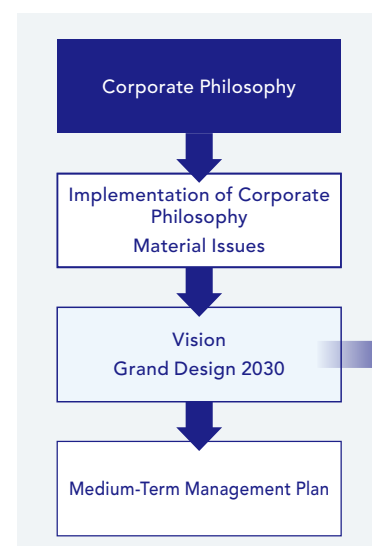 Corporate Philosophy
Implementation of Corporate
Philosophy
Material Issues
Vision
Grand Design 2030
Medium-Term Management Plan